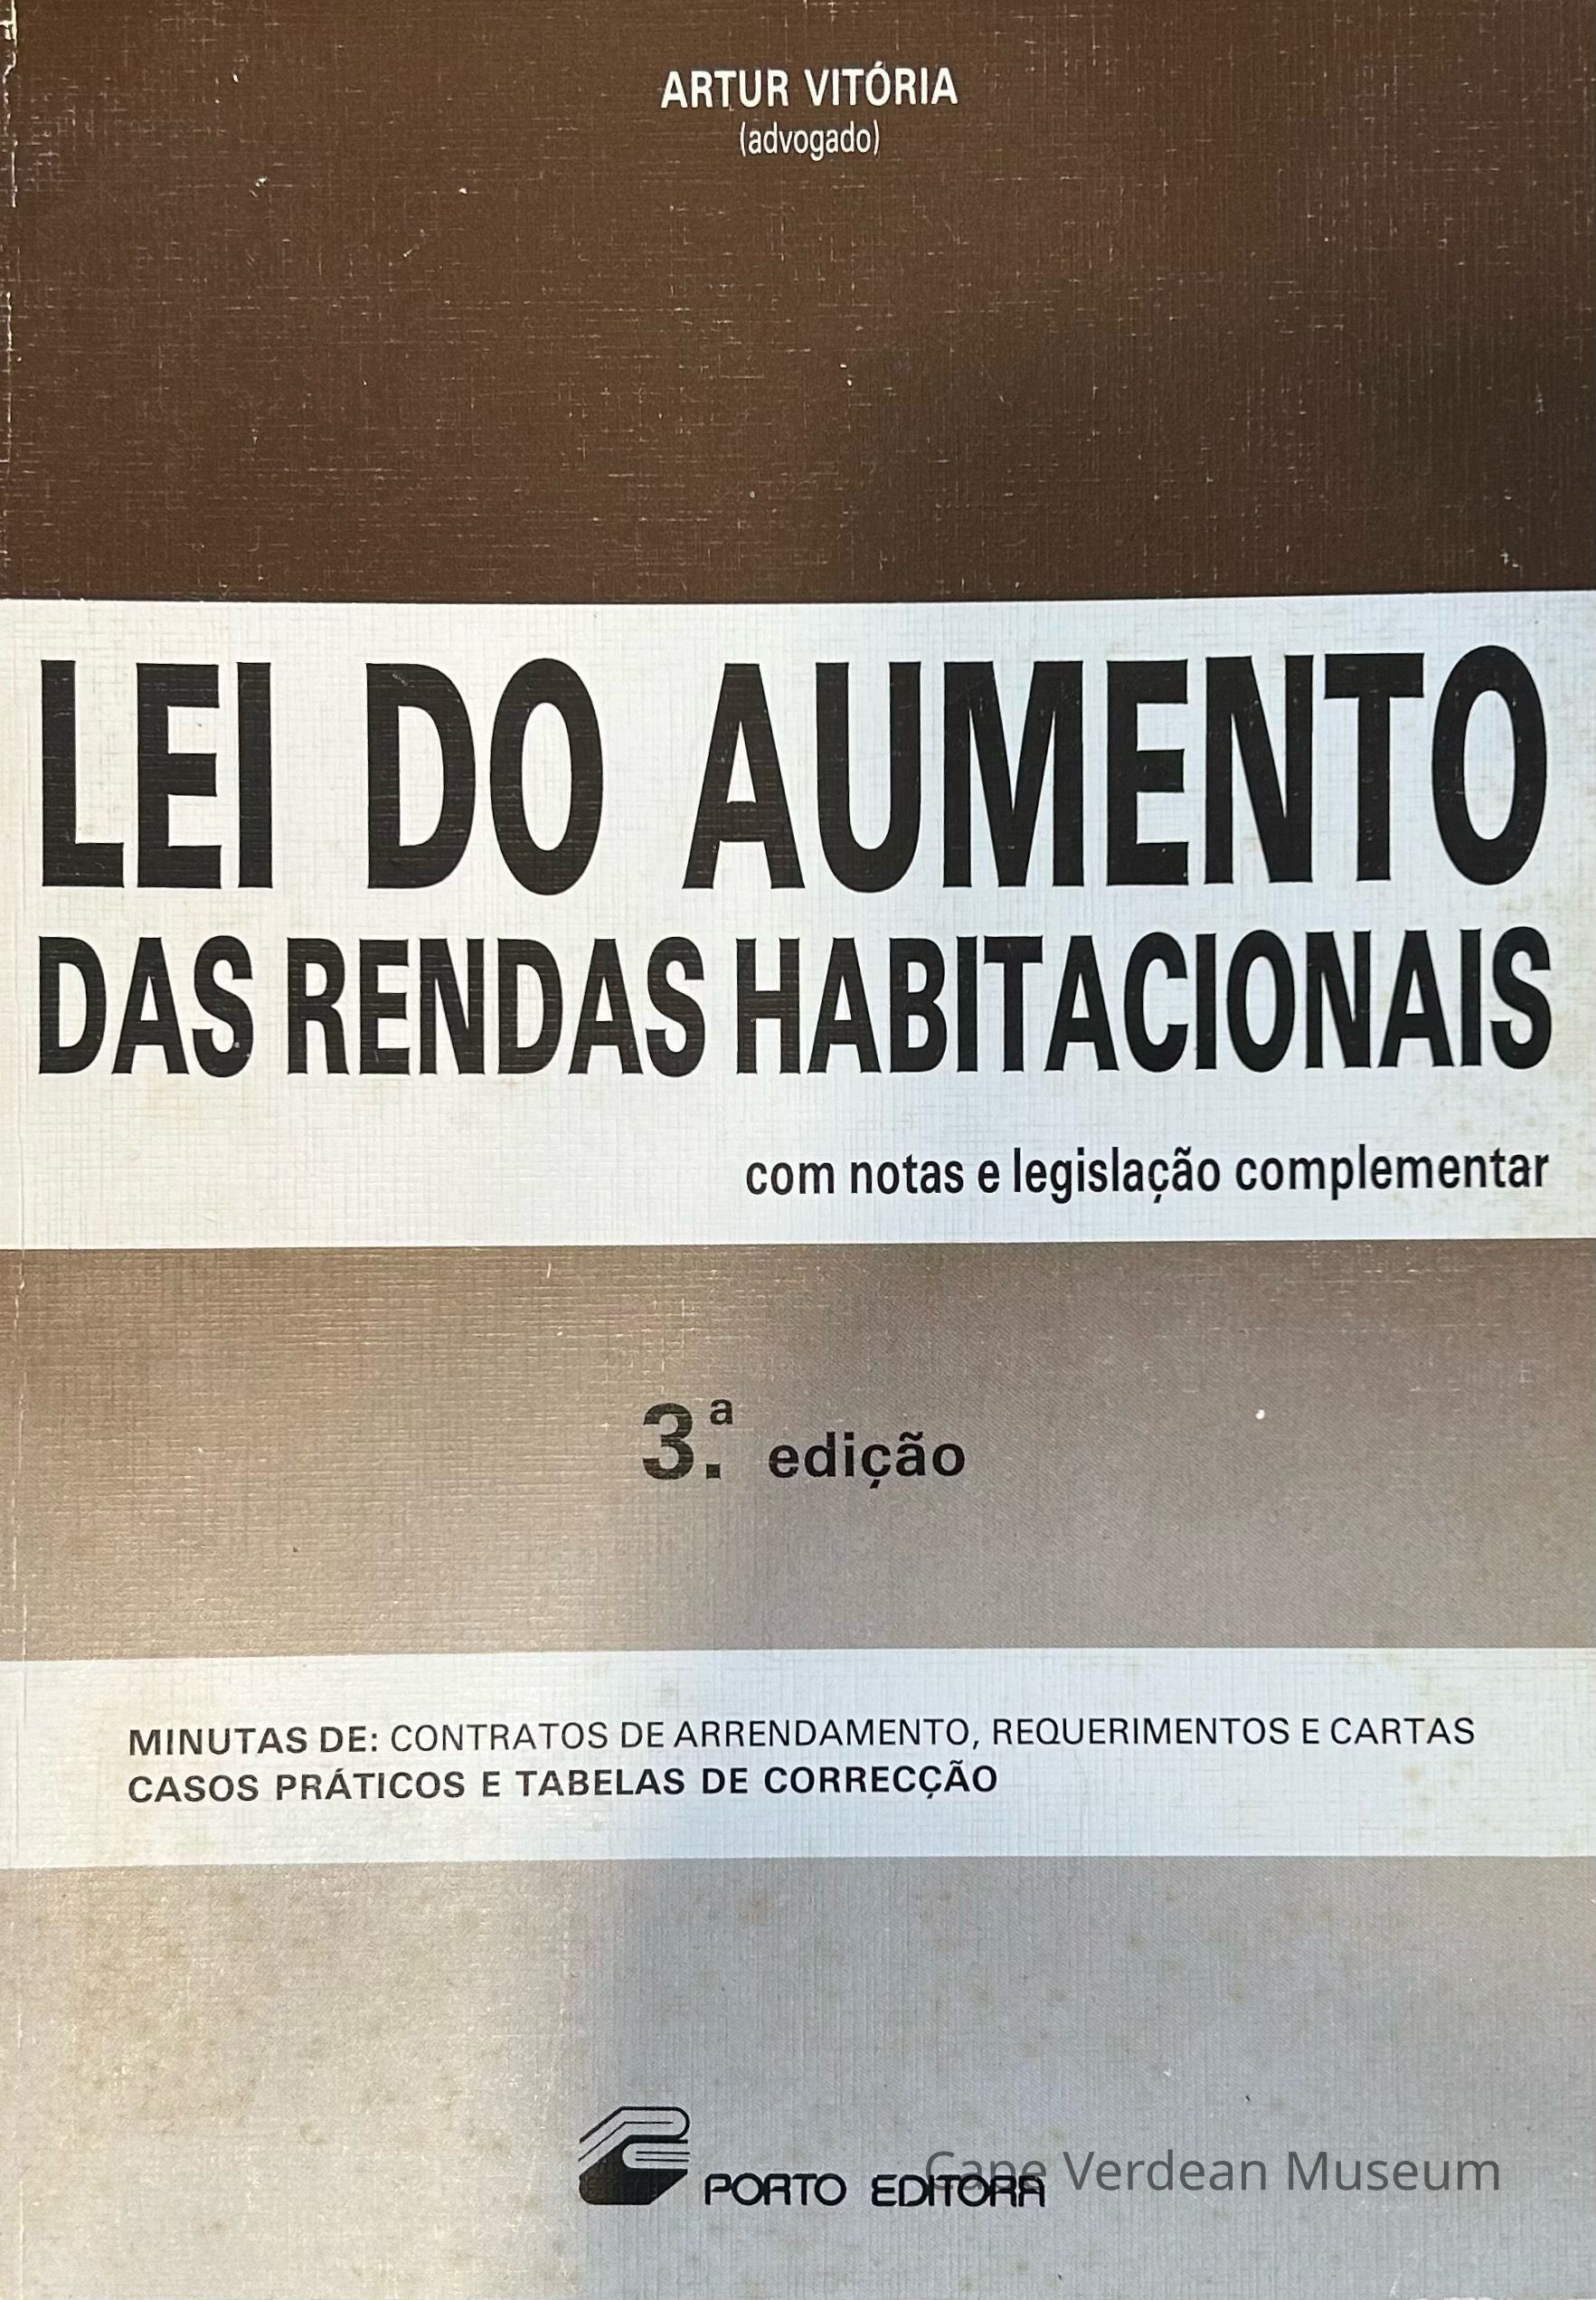 ARTUR VITÓRIA
(advogado)
LEI DO AUMENTO
DAS RENDAS HABITACIONAIS
com notas e legislação complementar
3.ª edição
MINUTAS DE: CONTRATOS DE ARRENDAMENTO, REQUERIMENTOS E CARTAS
CASOS PRÁTICOS E TABELAS DE CORRECÇÃO
PORTO EDITORA
Cape Verdean Museum